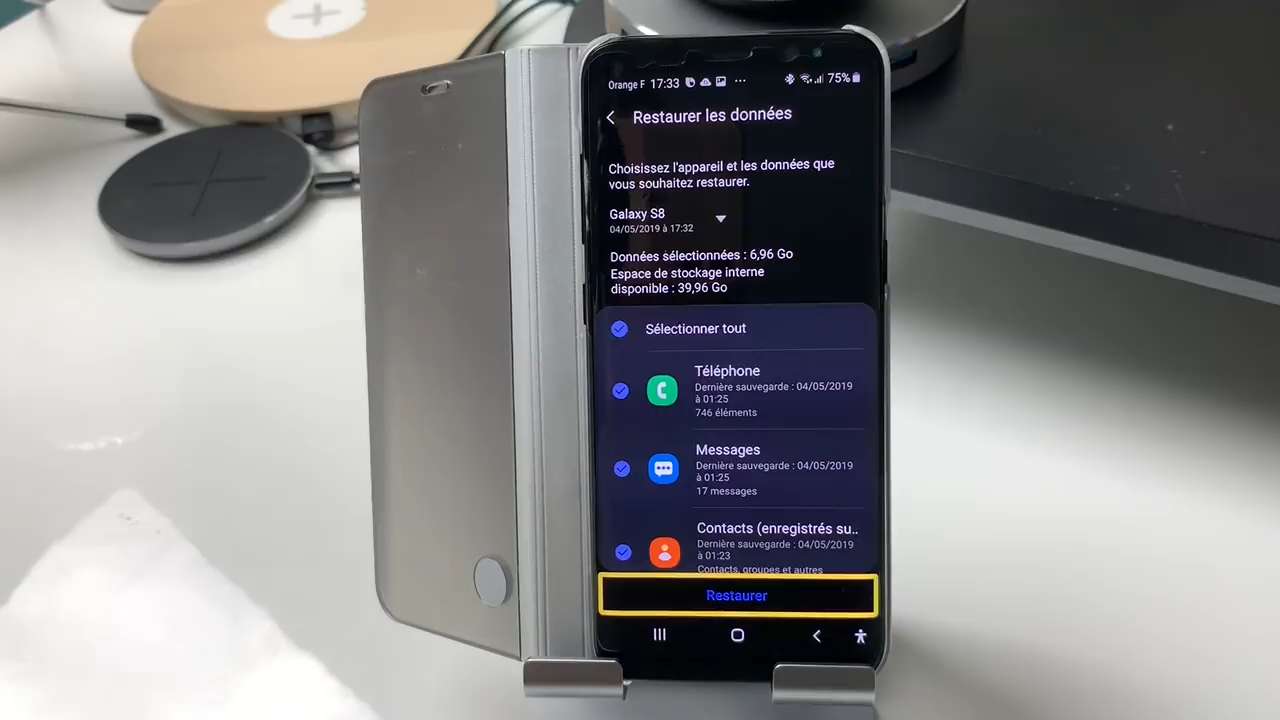 Orange F 17:33 ... 75%
Restaurer les données
Choisissez l'appareil et les données que
vous souhaitez restaurer.
Galaxy S8
04/05/2019 à 17:32
Données sélectionnées : 6,96 Go
Espace de stockage interne
disponible : 39,96 Go
Sélectionner tout
Téléphone
Dernière sauvegarde : 04/05/2019
à 01:25
746 éléments
Messages
Dernière sauvegarde : 04/05/2019
à 01:25
17 messages
Contacts (enregistrés su..
Dernière sauvegarde : 04/05/2019
à 01:23
Contacts, groupes et autres
Restaurer